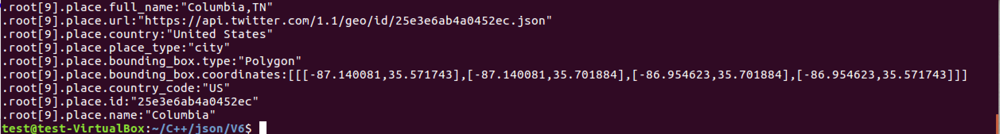 .root[9].place.full_name:"Columbia,TN"
.root[9].place.url:"https://api.twitter.com/1.1/geo/id/25e3e6ab4a0452ec.json"
.root[9].place.country:"United States"
.root[9].place.place_type:"city"
.root[9].place.bounding_box.type:"Polygon"
.root[9].place.bounding_box.coordinates:[[[-87.140081,35.571743],[-87.140081,35.701884],[-86.954623,35.701884],[-86.954623,35.571743]]]
.root[9].place.country_code:"US"
.root[9].place.id:"25e3e6ab4a0452ec"
.root[9].place.name:"Columbia"
test@test-VirtualBox:~/C++/json/V6$